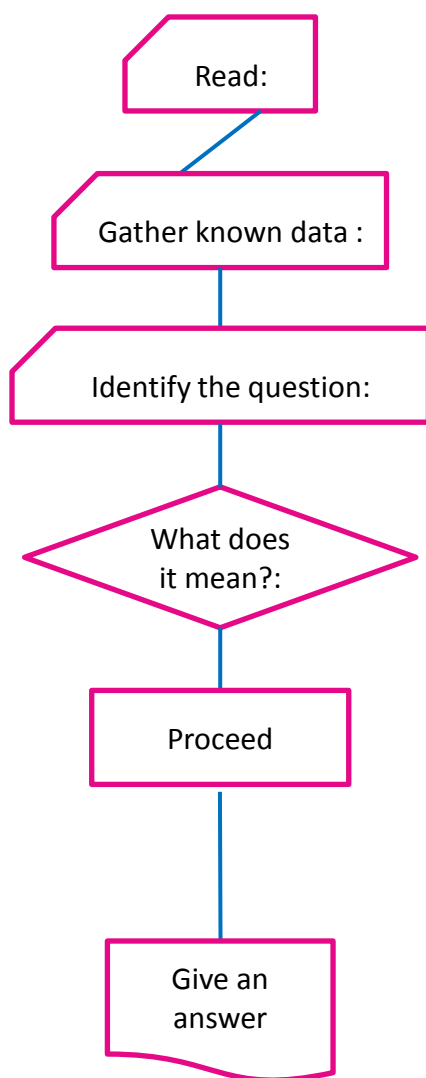 Read:
Gather known data :
Identify the question:
What does
it mean?:
Proceed
Give an
answer